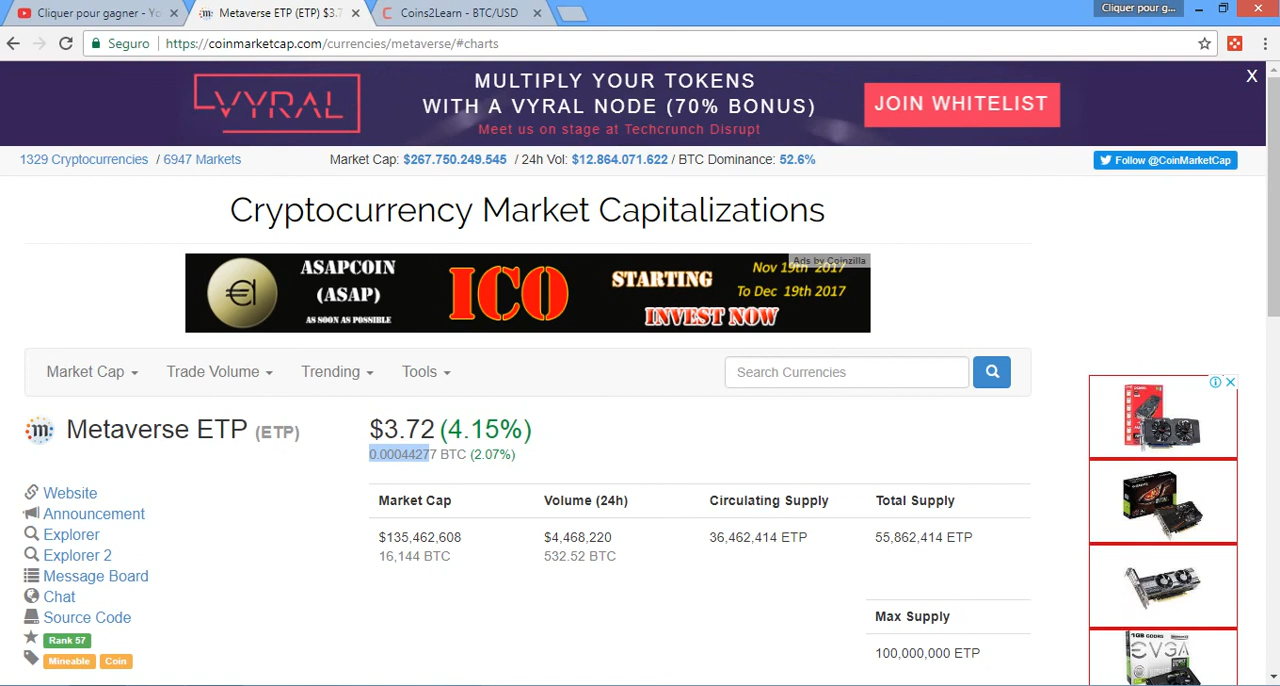 Cliquer pour gagner - Yo
Metaverse ETP (ETP) $3.7
Coins2Learn - BTC/USD
Cliquer pour g...
Seguro
https://coinmarketcap.com/currencies/metaverse/#charts
VYRAL
MULTIPLY YOUR TOKENS
WITH A VYRAL NODE (70% BONUS)
Meet us on stage at Techcrunch Disrupt
JOIN WHITELIST
X
1329 Cryptocurrencies / 6947 Markets
Market Cap: $267.750.249.545 / 24h Vol: $12.864.071.622 / BTC Dominance: 52.6%
Follow @CoinMarketCap
Cryptocurrency Market Capitalizations
ASAPCOIN
(ASAP)
AS SOON AS POSSIBLE
ICO
STARTING
INVEST NOW
Ads by Coinzilla
Nov 19th 2017
To Dec 19th 2017
Market Cap
Trade Volume
Trending
Tools
Search Currencies
Metaverse ETP (ETP)
$3.72 (4.15%)
0.00044277 BTC (2.07%)
Website
Announcement
Explorer
Explorer 2
Message Board
Chat
Source Code
Rank 57
Mineable
Coin
Market Cap
Volume (24h)
Circulating Supply
Total Supply
$135,462,608
$4,468,220
36,462,414 ETP
55,862,414 ETP
16,144 BTC
532.52 BTC
Max Supply
100,000,000 ETP
EVGA